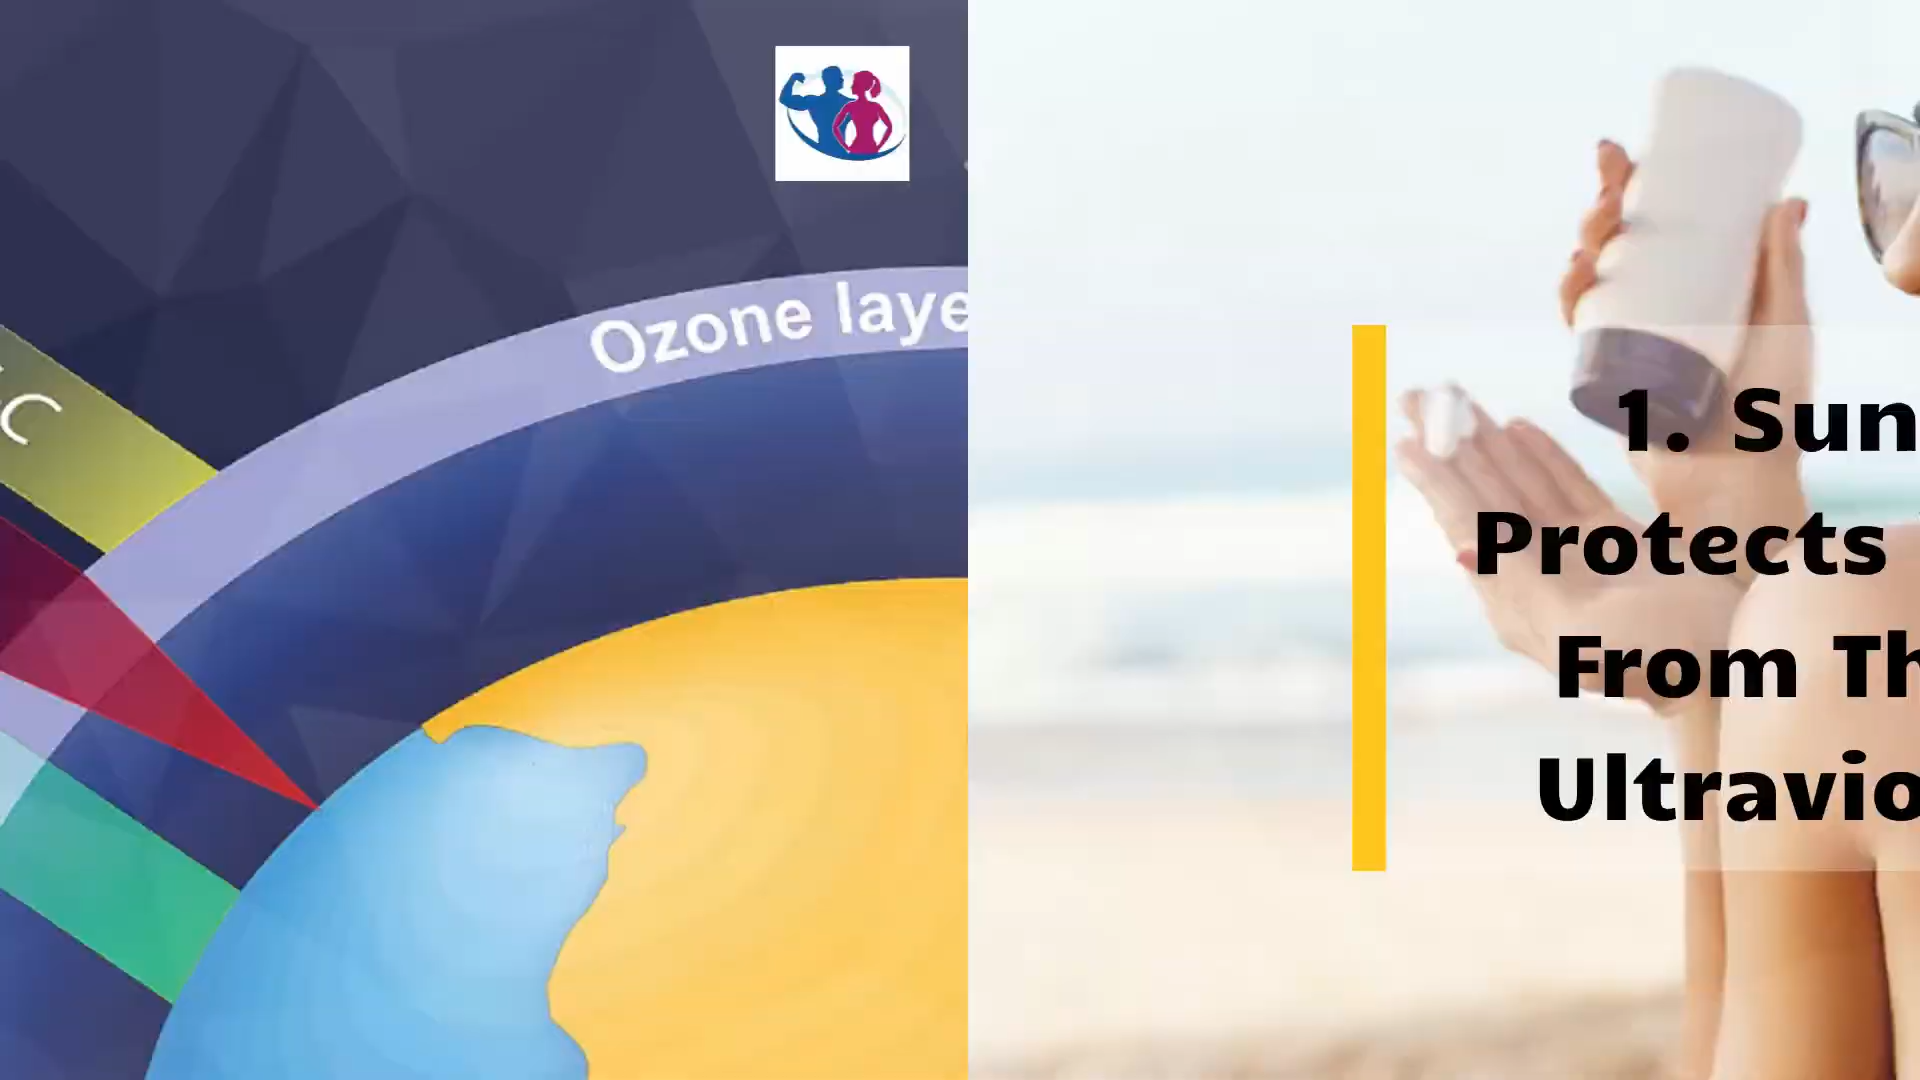 Ozone laye
C
1. Sun
Protects
From Th
Ultravio